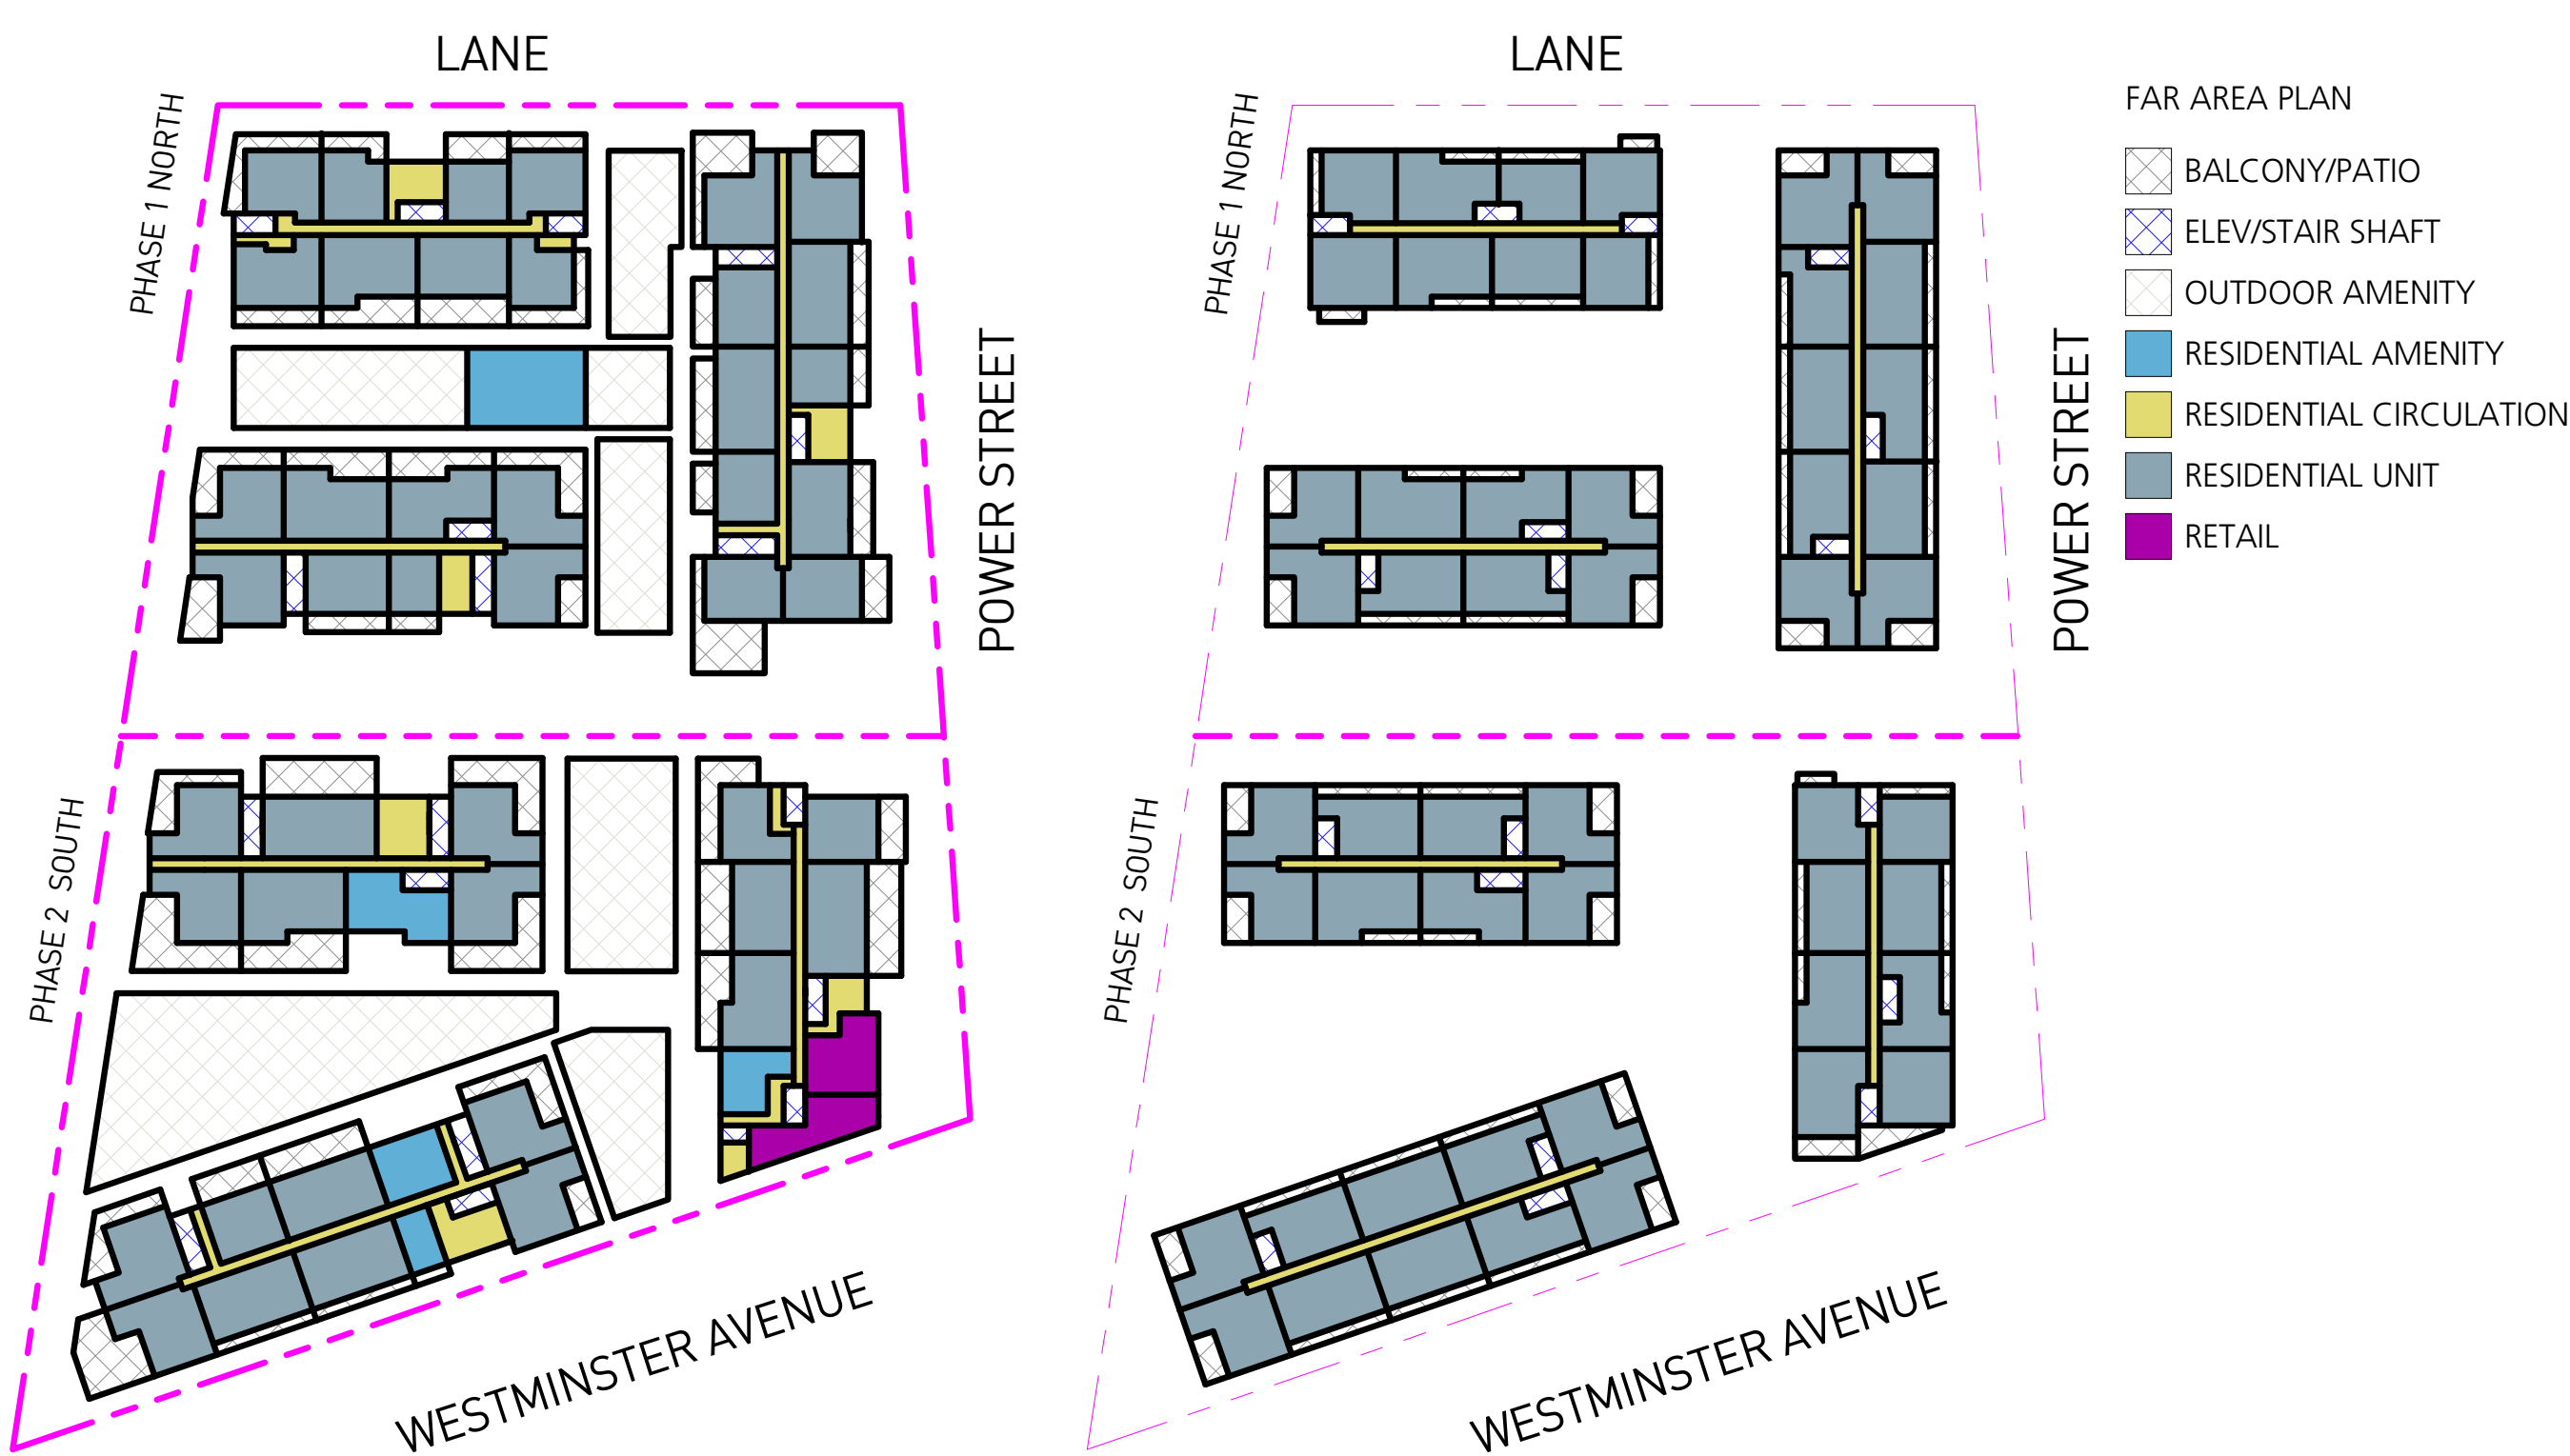 LANE
PHASE 1 NORTH
POWER STREET
PHASE 2 SOUTH
WESTMINSTER AVENUE
LANE
PHASE 1 NORTH
POWER STREET
PHASE 2 SOUTH
WESTMINSTER AVENUE
FAR AREA PLAN
BALCONY/PATIO
ELEV/STAIR SHAFT
OUTDOOR AMENITY
RESIDENTIAL AMENITY
RESIDENTIAL CIRCULATION
RESIDENTIAL UNIT
RETAIL